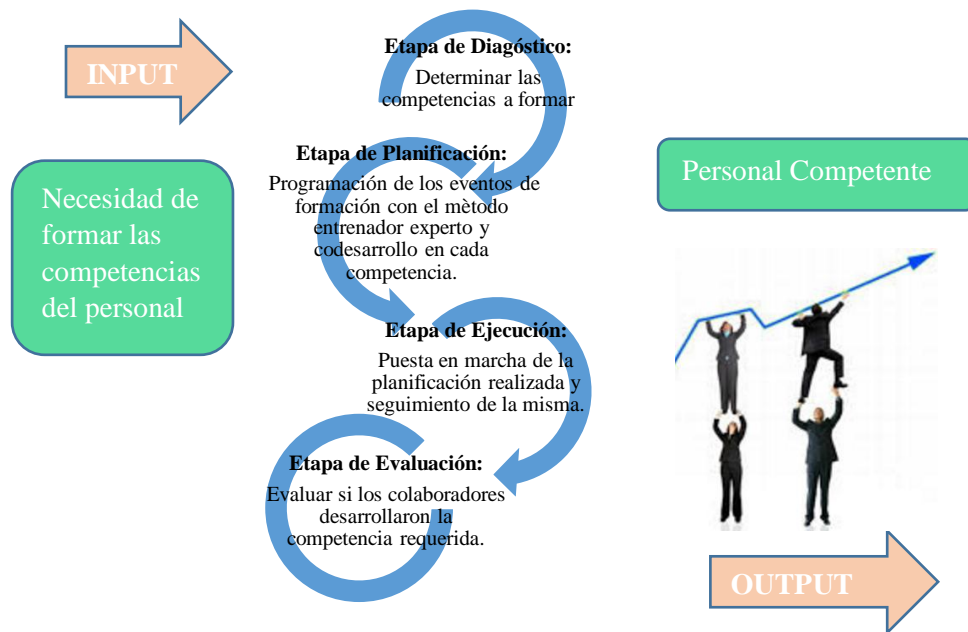 INPUT
Necesidad de
formar las
competencias
del personal
Etapa de Diagóstico:
Determinar las
competencias a formar
Etapa de Planificación:
Programación de los eventos de
formación con el mètodo
entrenador experto y
codesarrollo en cada
competencia.
Etapa de Ejecución:
Puesta en marcha de la
planificación realizada y
seguimiento de la misma.
Etapa de Evaluación:
Evaluar si los colaboradores
desarrollaron la
competencia requerida.
Personal Competente
OUTPUT